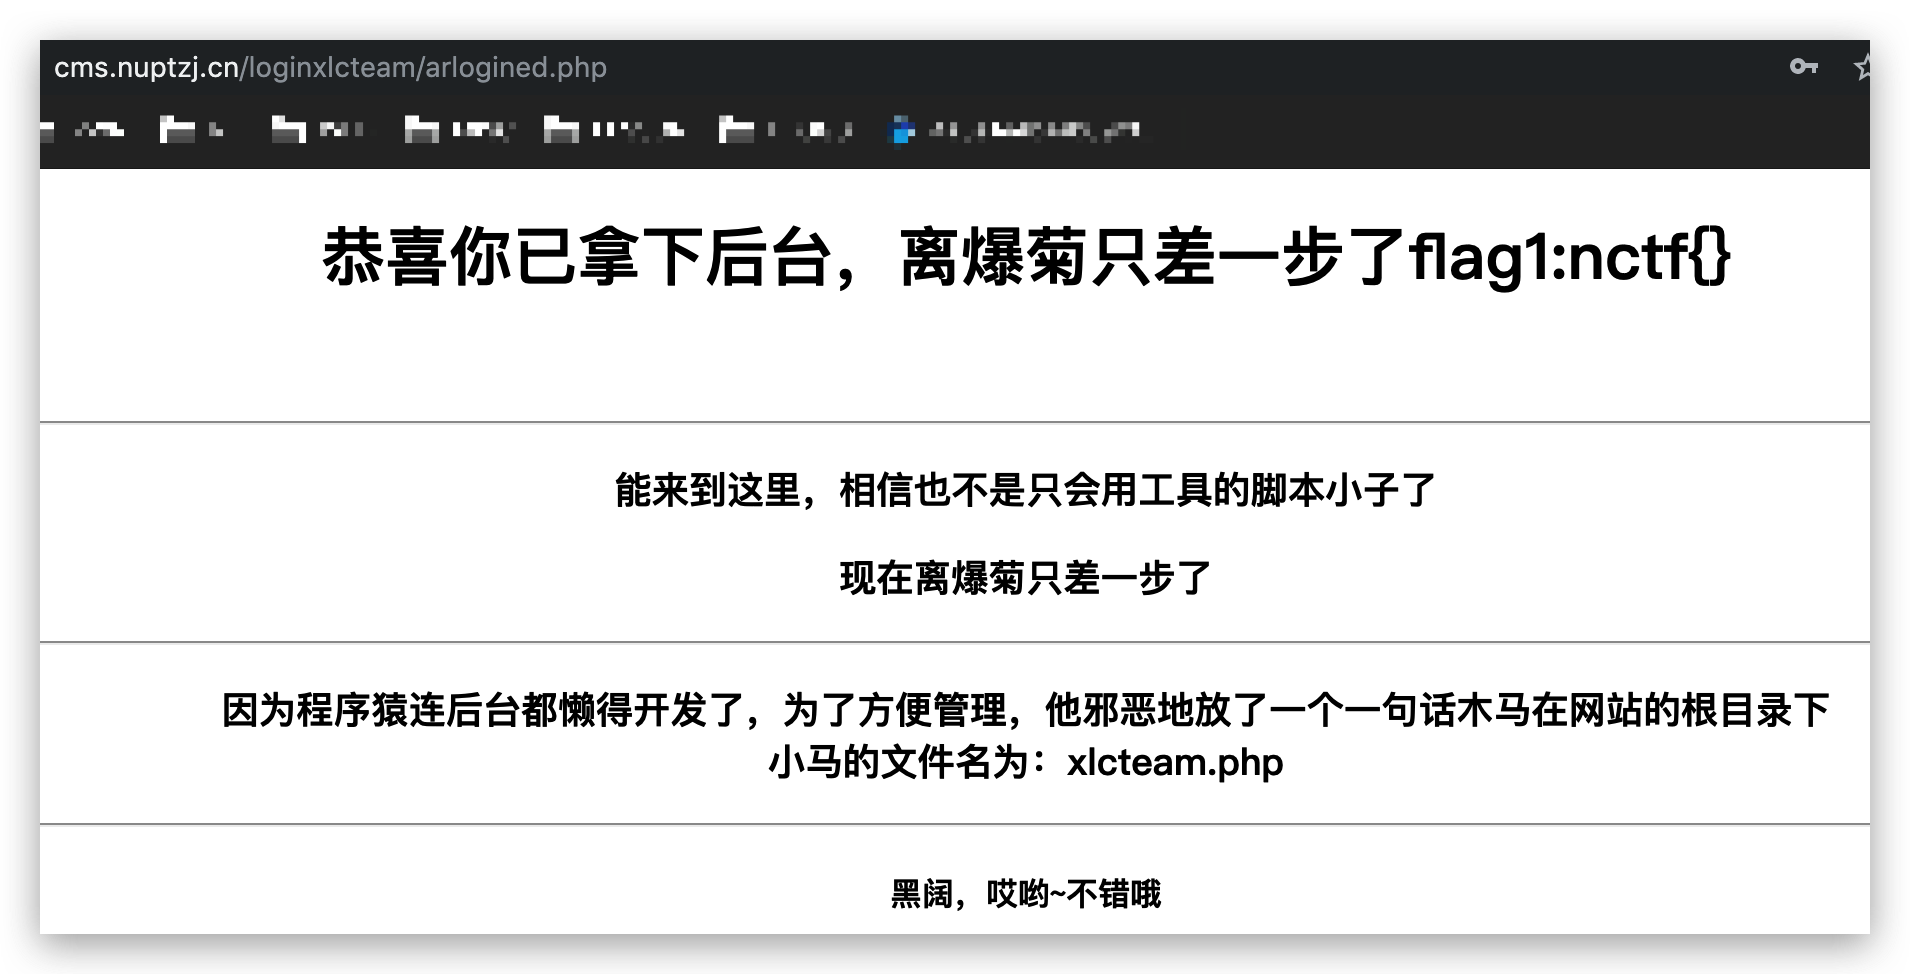 cms.nuptzj.cn/loginxlcteam/arlogined.php
恭喜你已拿下后台，离爆菊只差一步了flag1:nctf{}
能来到这里，相信也不是只会用工具的脚本小子了
现在离爆菊只差一步了
因为程序猿连后台都懒得开发了，为了方便管理，他邪恶地放了一个一句话木马在网站的根目录下
小马的文件名为：xlcteam.php
黑阔，哎哟~不错哦